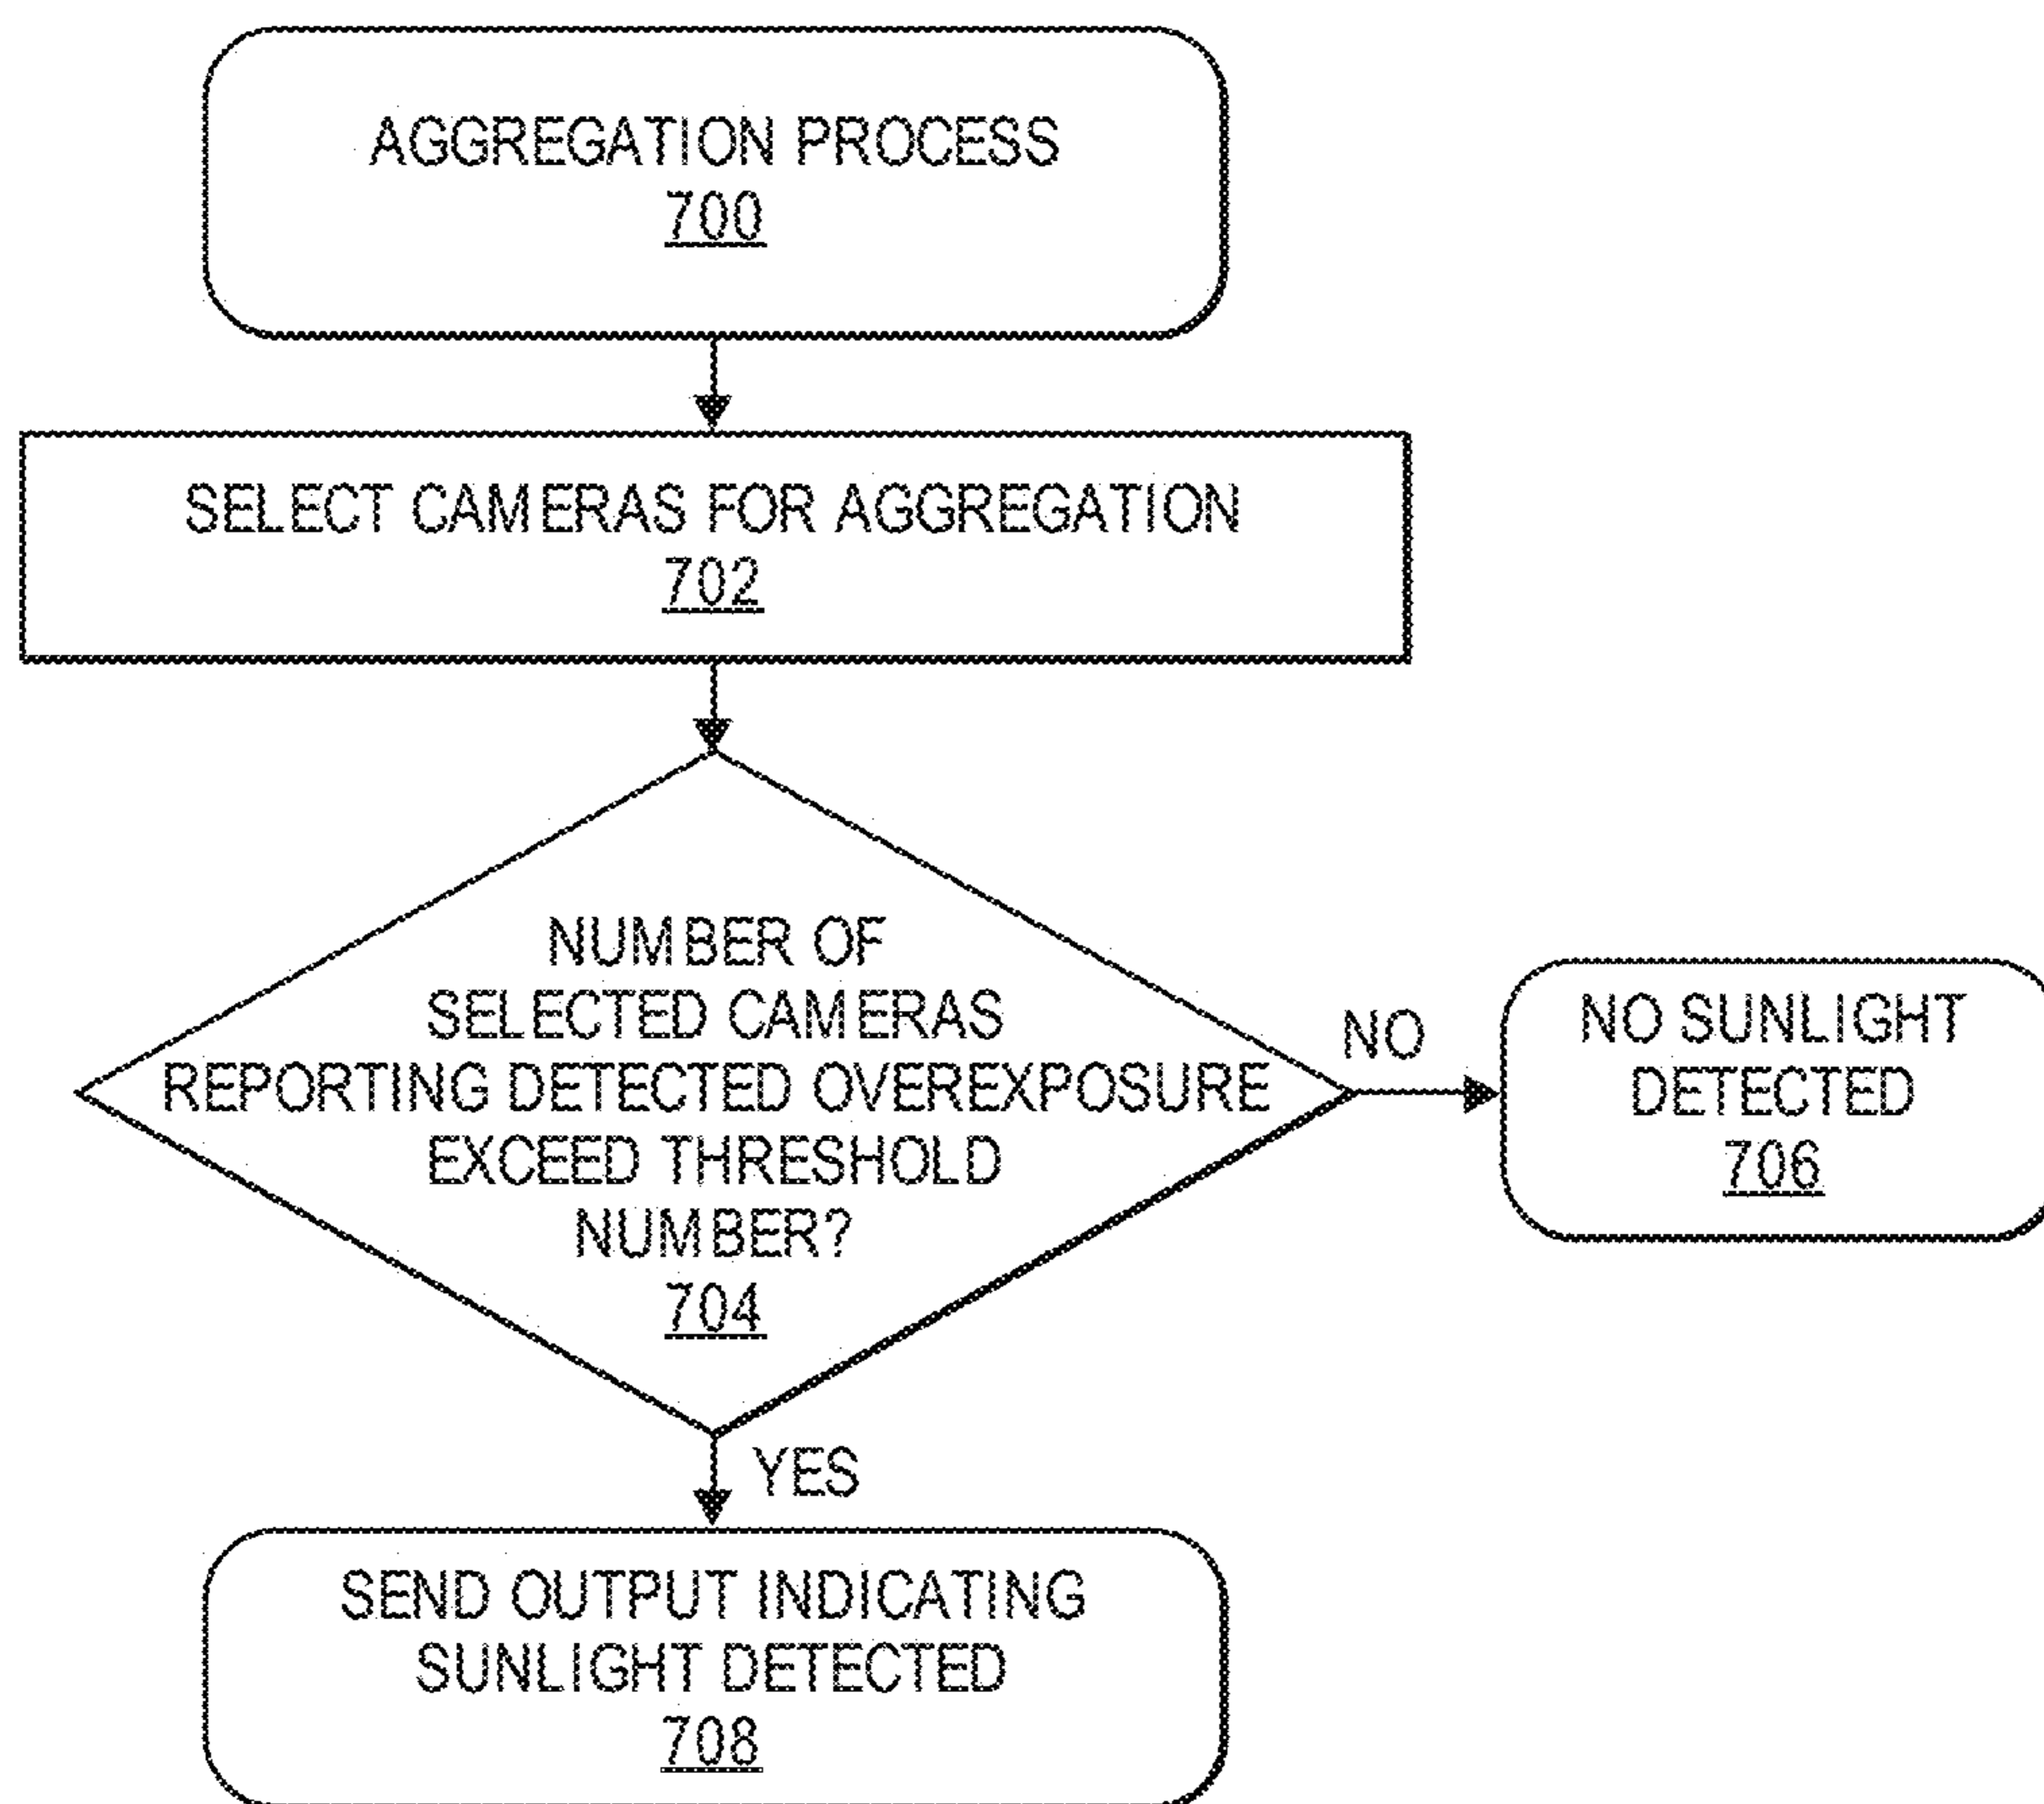 AGGREGATION PROCESS
700
SELECT CAMERAS FOR AGGREGATION
702
NUMBER OF
SELECTED CAMERAS
REPORTING DETECTED OVEREXPOSURE
EXCEED THRESHOLD
NUMBER?
704
NO
NO SUNLIGHT
DETECTED
706
YES
SEND OUTPUT INDICATING
SUNLIGHT DETECTED
708